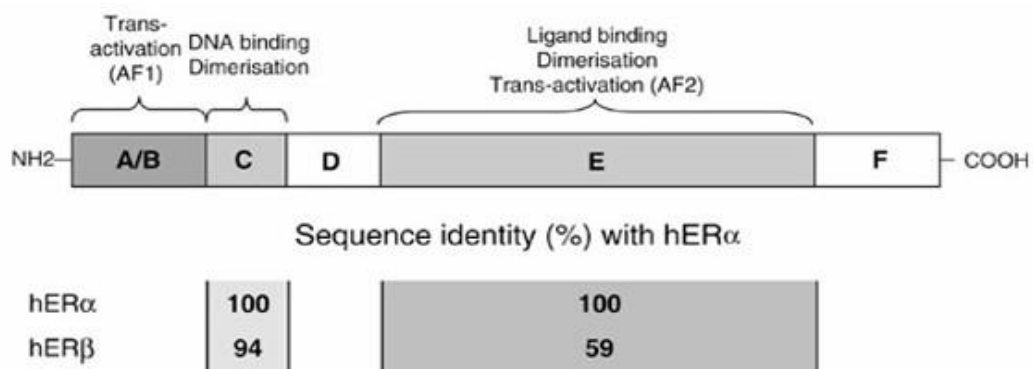 Trans-
activation
(AF1)
DNA binding
Dimerisation
Ligand binding
Dimerisation
Trans-activation (AF2)
NH2 A/B C D E F COOH
Sequence identity (%) with hERα
hERα 100 100
hERβ 94 59